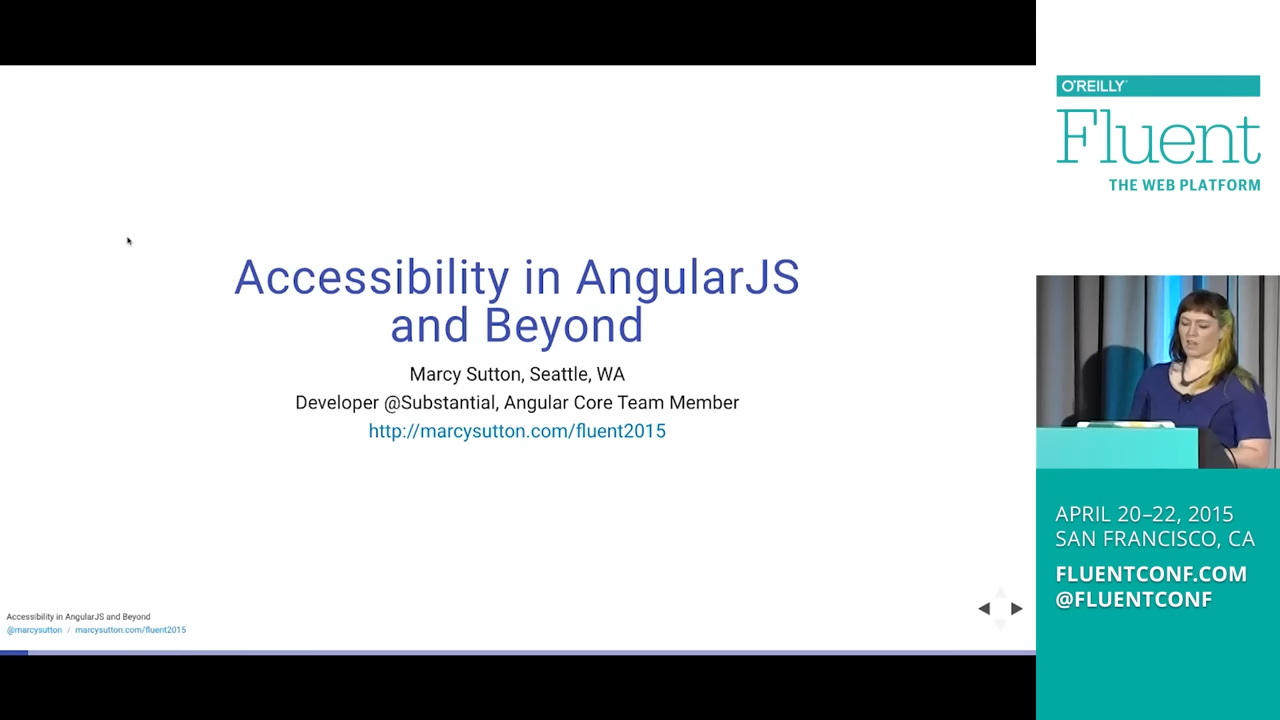 Accessibility in AngularJS
and Beyond
Marcy Sutton, Seattle, WA
Developer @Substantial, Angular Core Team Member
http://marcysutton.com/fluent2015
Accessibility in AngularJS and Beyond
@marcysutton / marcysutton.com/fluent2015
O'REILLY™
Fluent
THE WEB PLATFORM
APRIL 20–22, 2015
SAN FRANCISCO, CA
FLUENTCONF.COM
@FLUENTCONF